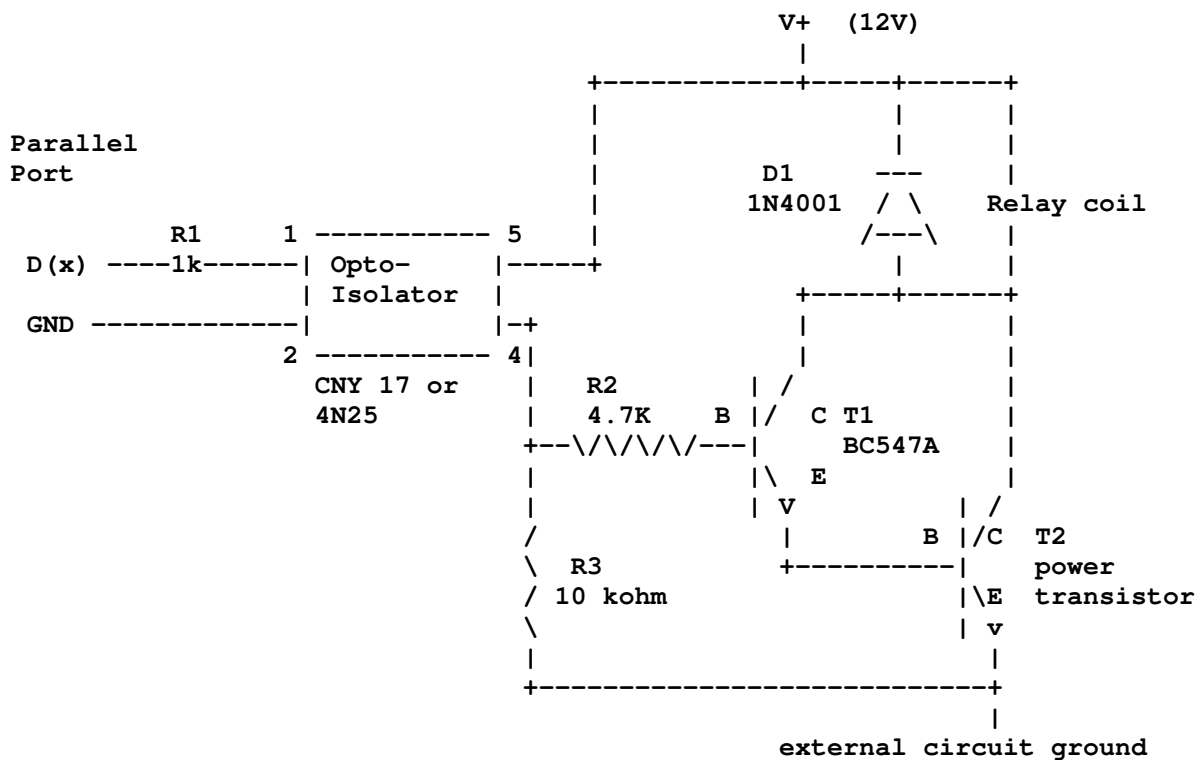 V+ (12V)
Parallel
Port
D1
1N4001 Relay coil
R1 1 5
D(x) 1k Opto-
Isolator
GND
2 4
CNY 17 or R2
4N25 4.7K B C T1
BC547A
E
V
B C T2
R3 power
10 kohm E transistor
v
external circuit ground